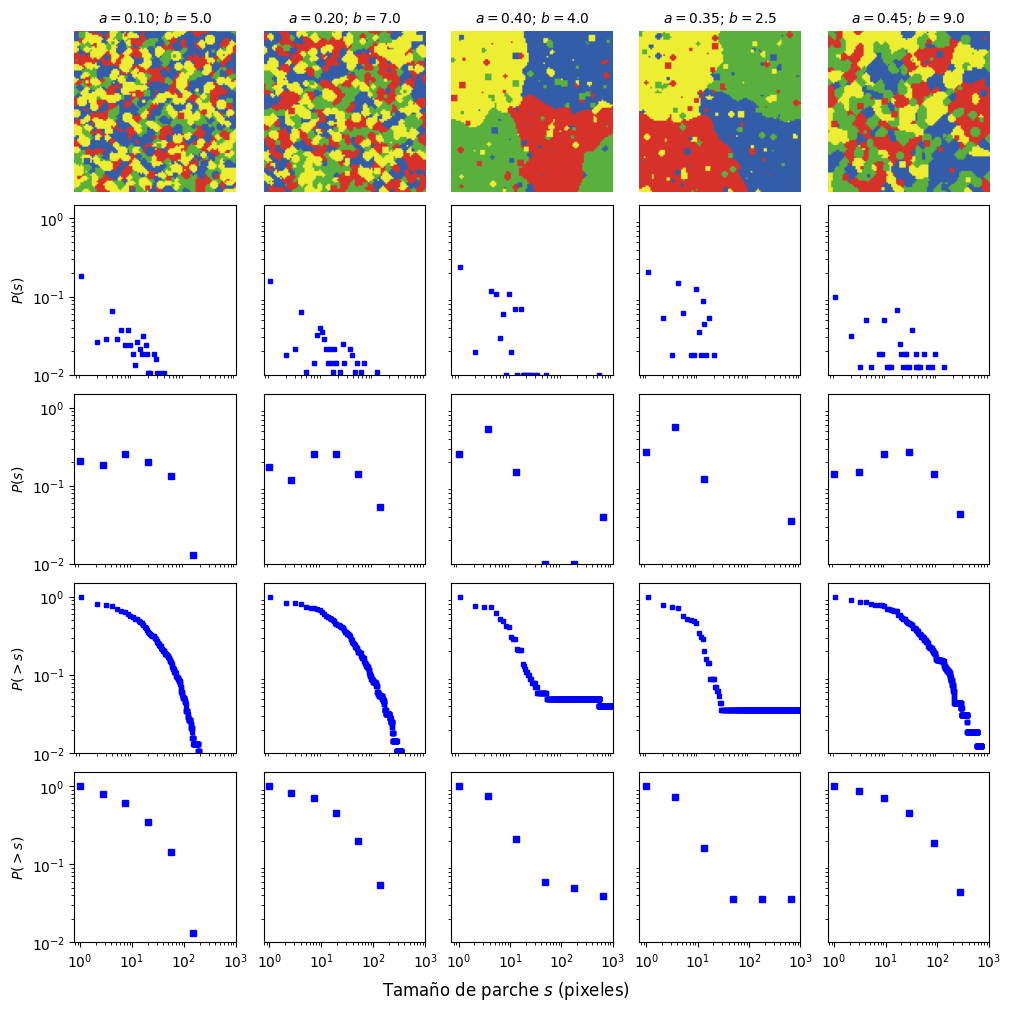 a = 0.10; b = 5.0
a = 0.20; b = 7.0
a = 0.40; b = 4.0
a = 0.35; b = 2.5
a = 0.45; b = 9.0
10⁰
10⁻¹
10⁻²
P(s)
10⁰
10⁻¹
10⁻²
P(s)
10⁰
10⁻¹
10⁻²
P(> s)
10⁰
10⁻¹
10⁻²
P(> s)
10⁰ 10¹ 10² 10³
10⁰ 10¹ 10² 10³
10⁰ 10¹ 10² 10³
10⁰ 10¹ 10² 10³
10⁰ 10¹ 10² 10³
Tamaño de parche s (pixeles)